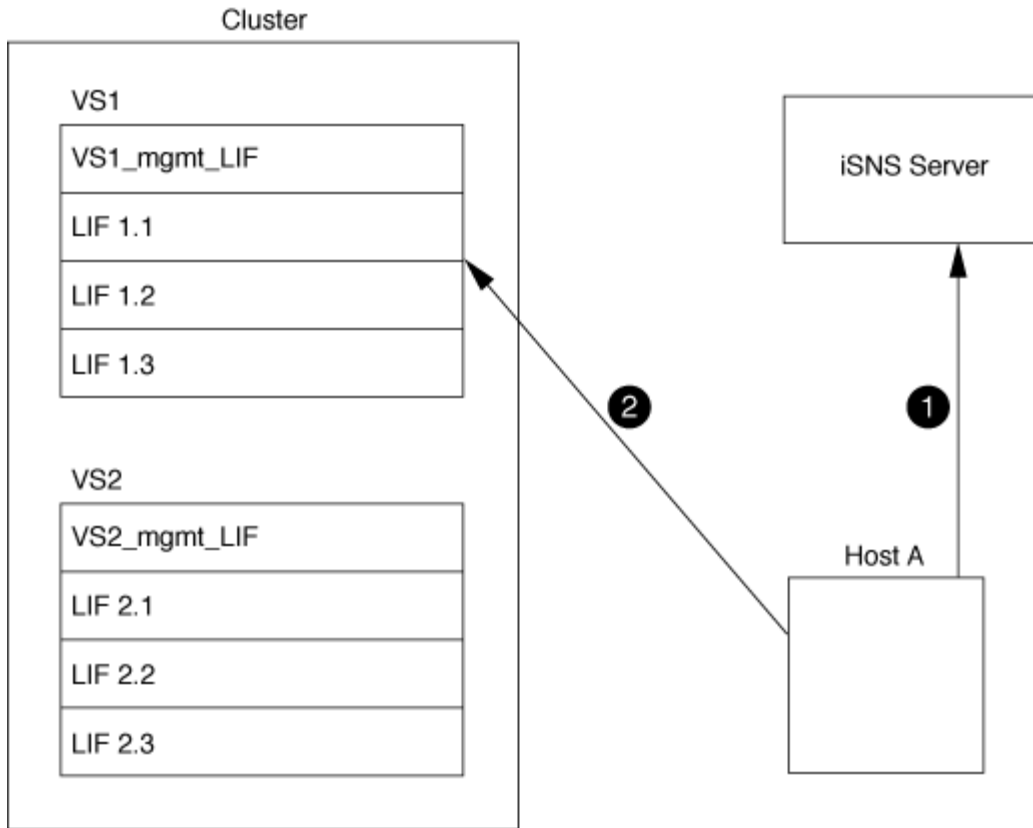 Cluster
VS1
VS1_mgmt_LIF
LIF 1.1
LIF 1.2
LIF 1.3
VS2
VS2_mgmt_LIF
LIF 2.1
LIF 2.2
LIF 2.3
iSNS Server
2
1
Host A